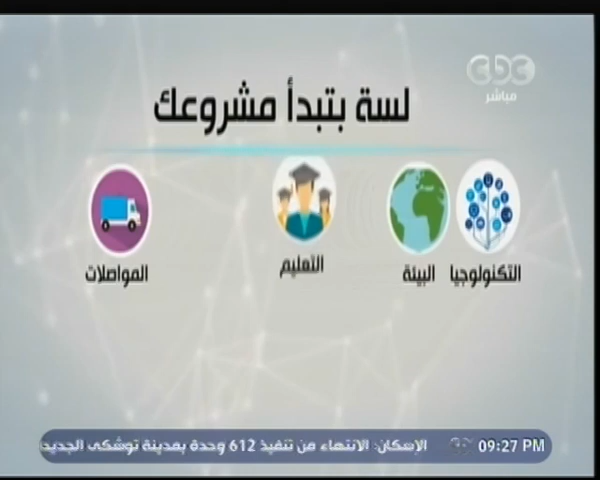 cbc
مباشر
لسة بتبدأ مشروعك
التكنولوجيا
البيئة
التعليم
المواصلات
09:27 PM
الإسكان: الانتهاء من تنفيذ 612 وحدة بمدينة توشكى الجديد